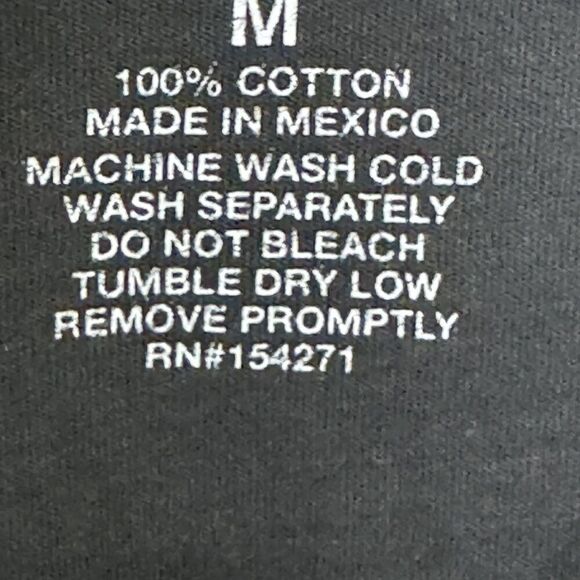 M
100% COTTON
MADE IN MEXICO
MACHINE WASH COLD
WASH SEPARATELY
DO NOT BLEACH
TUMBLE DRY LOW
REMOVE PROMPTLY
RN#154271